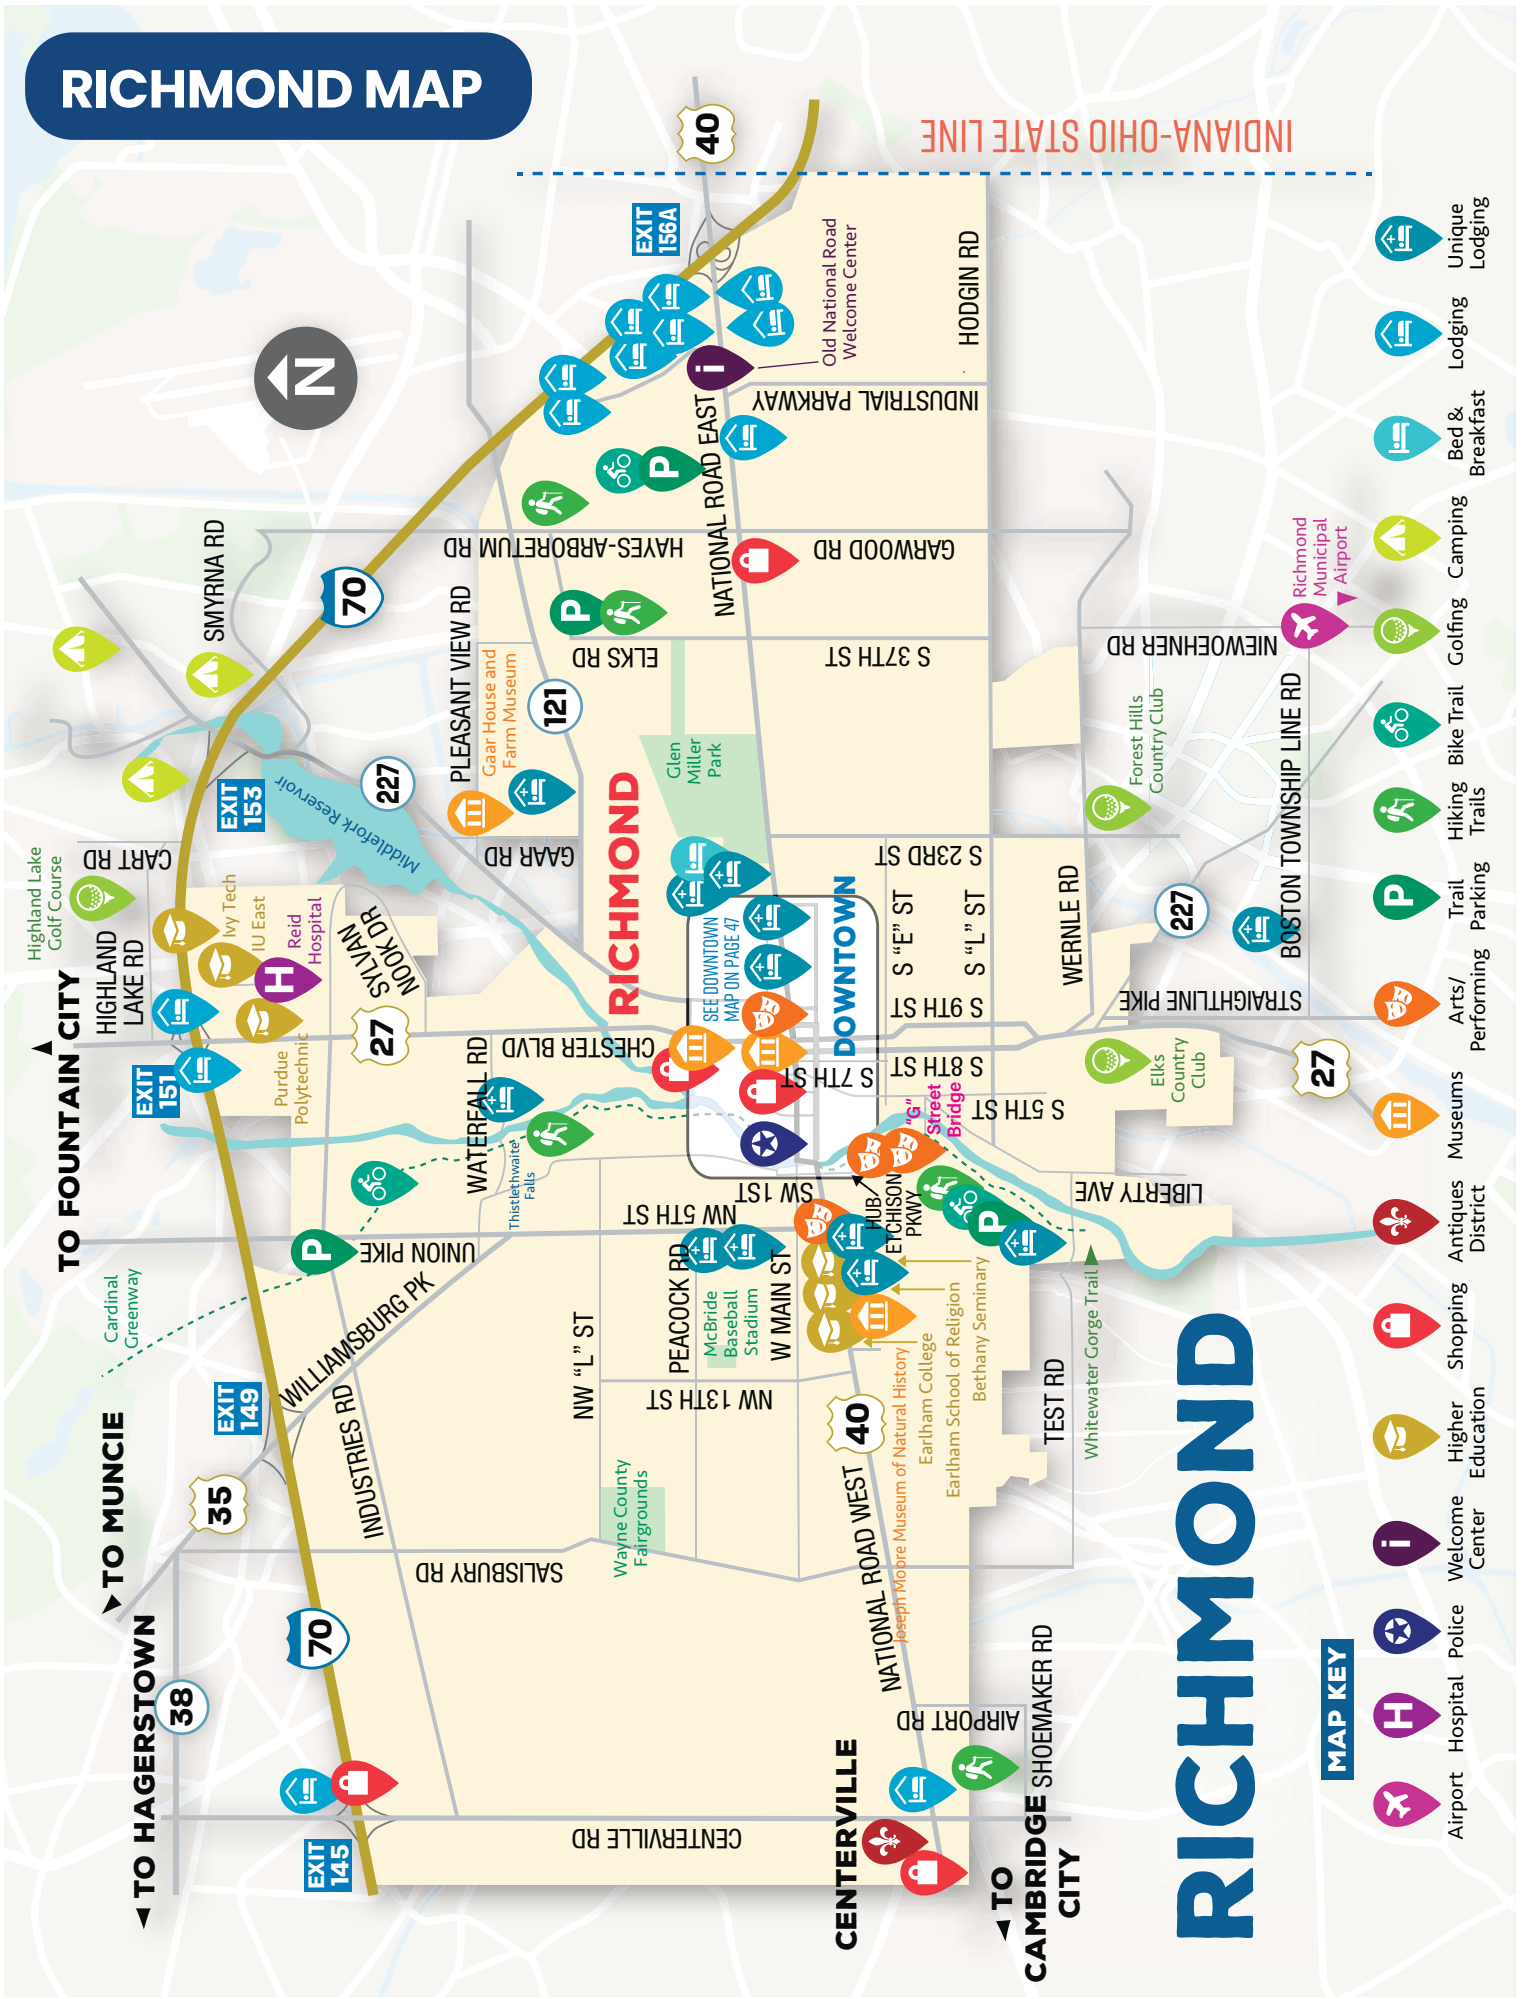 RICHMOND MAP
N
TO FOUNTAIN CITY
TO MUNCIE
TO HAGERSTOWN
38
35
70
EXIT
145
EXIT
149
EXIT
151
EXIT
153
EXIT
156A
70
40
INDIANA-OHIO STATE LINE
Cardinal
Greenway
Highland Lake
Golf Course
HIGHLAND
LAKE RD
CART RD
SMYRNA RD
Ivy Tech
IU East
Reid
Hospital
H
Purdue
Polytechnic
SYLVAN
NOOK DR
27
Middlefork Reservoir
227
PLEASANT VIEW RD
Gaar House and
Farm Museum
121
GAAR RD
HAYES-ARBORETUM RD
ELKS RD
P
P
i
Old National Road
Welcome Center
NATIONAL ROAD EAST
INDUSTRIAL PARKWAY
HODGIN RD
GARWOOD RD
S 37TH ST
S 23RD ST
Glen
Miller
Park
RICHMOND
SEE DOWNTOWN
MAP ON PAGE 47
DOWNTOWN
CHESTER BLVD
WATERFALL RD
Thistlethwaite
Falls
P
UNION PIKE
WILLIAMSBURG PK
INDUSTRIES RD
SALISBURY RD
CENTERVILLE RD
NW "L" ST
NW 5TH ST
SW 1ST
PEACOCK RD
McBride
Baseball
Stadium
W MAIN ST
NW 13TH ST
Wayne County
Fairgrounds
S 7TH ST
S 8TH ST
S 9TH ST
S 5TH ST
S "E" ST
S "L" ST
"G"
Street
Bridge
HUB
ETCHISON
PKWY
P
LIBERTY AVE
WERNLE RD
STRAIGHTLINE PIKE
227
27
Elks
Country
Club
Forest Hills
Country Club
NIEWOEHNER RD
BOSTON TOWNSHIP LINE RD
Richmond
Municipal
Airport
40
NATIONAL ROAD WEST
Joseph Moore Museum of Natural History
Earlham College
Earlham School of Religion
Bethany Seminary
TEST RD
Whitewater Gorge Trail
AIRPORT RD
SHOEMAKER RD
CENTERVILLE
TO
CAMBRIDGE
CITY
RICHMOND
MAP KEY
Airport
H
Hospital
Police
i
Welcome
Center
Higher
Education
Shopping
Antiques
District
Museums
Arts/
Performing
P
Trail
Parking
Hiking
Trails
Bike Trail
Golfing
Camping
Bed &
Breakfast
Lodging
Unique
Lodging